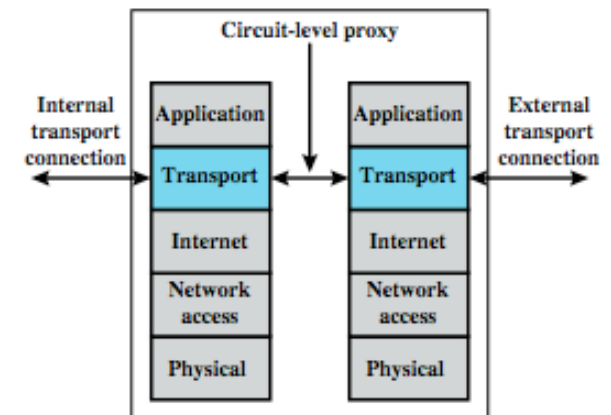 Circuit-level proxy
Internal
transport
connection
External
transport
connection
Application
Transport
Internet
Network
access
Physical
Application
Transport
Internet
Network
access
Physical